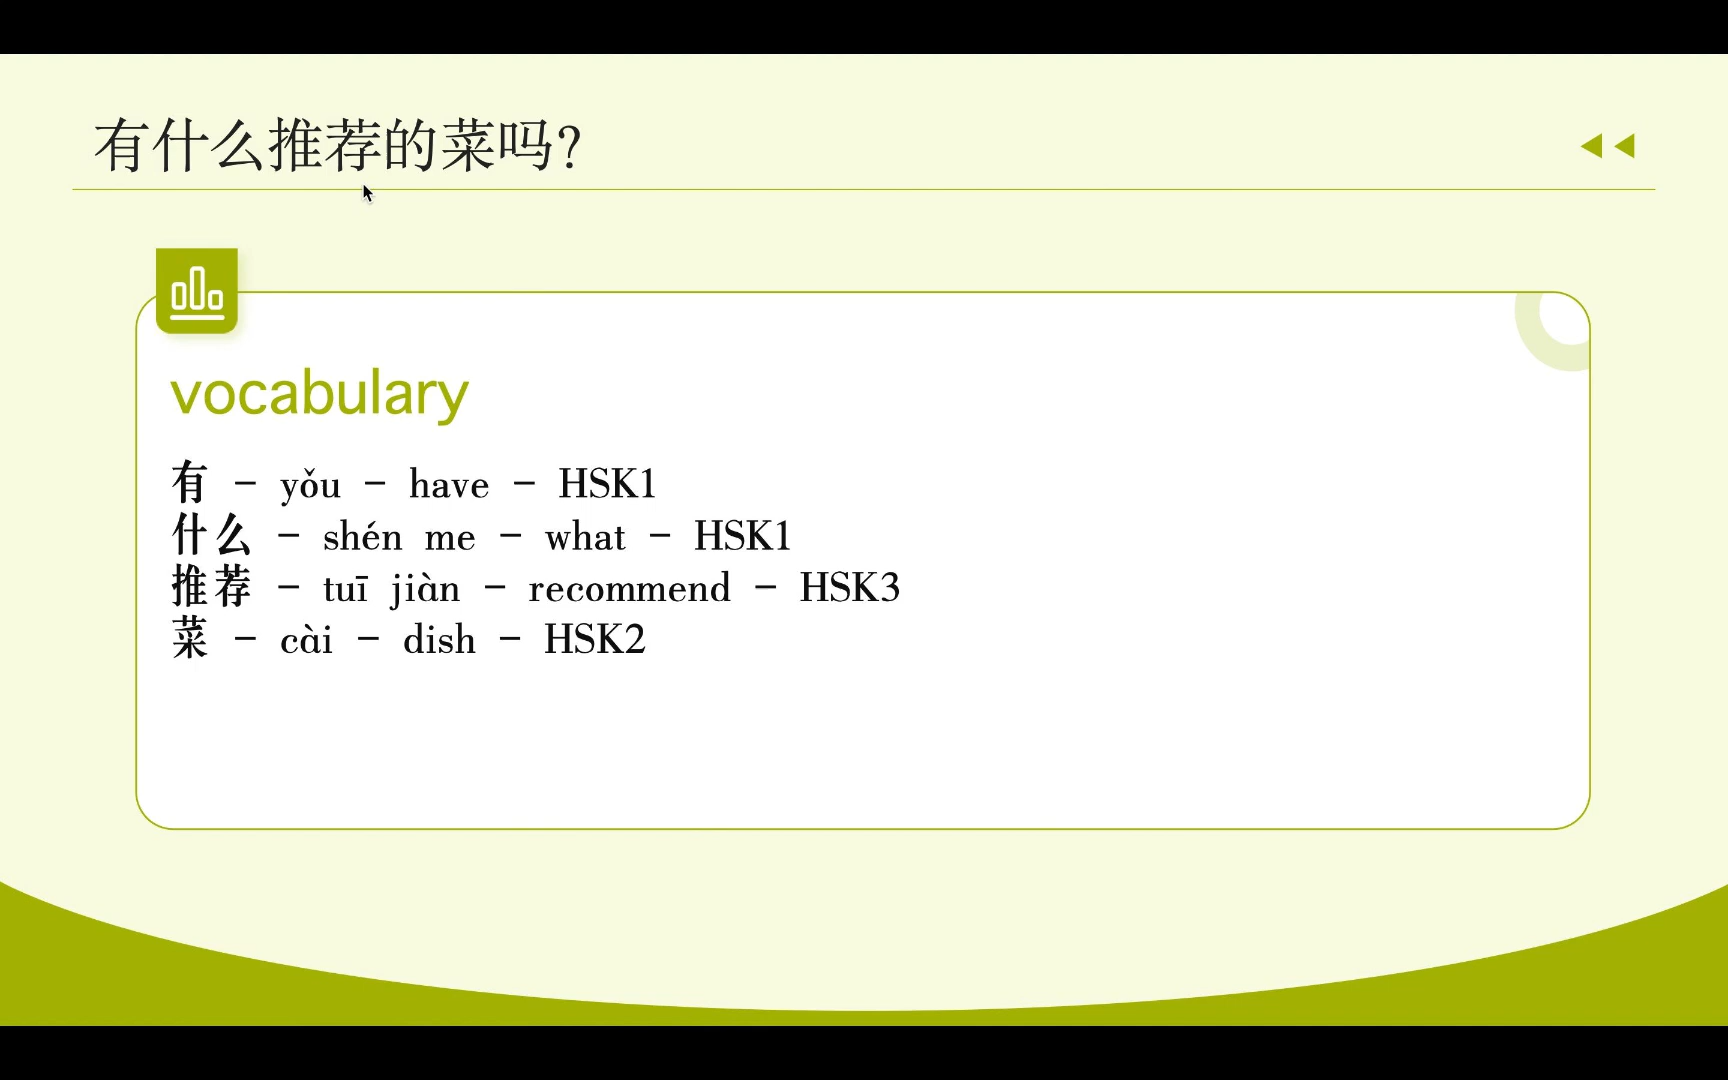 有什么推荐的菜吗？
vocabulary
有 - yǒu - have - HSK1
什么 - shén me - what - HSK1
推荐 - tuī jiàn - recommend - HSK3
菜 - cài - dish - HSK2